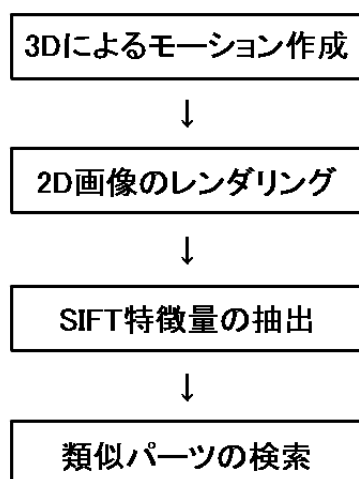 3Dによるモーション作成
↓
2D画像のレンダリング
↓
SIFT特徴量の抽出
↓
類似パーツの検索